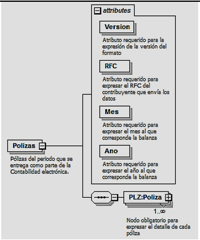 attributes
Version
Atributo requerido para la
expresión de la versión del
formato
RFC
Atributo requerido para
expresar el RFC del
contribuyente que envía los
datos
Mes
Atributo requerido para
expresar el mes al que
corresponde la balanza
Ano
Atributo requerido para
expresar el año al que
corresponde la balanza
Polizas
Pólizas del periodo que se
entrega como parte de la
Contabilidad electrónica.
PLZ:Poliza
1..∞
Nodo obligatorio para
expresar el detalle de cada
póliza